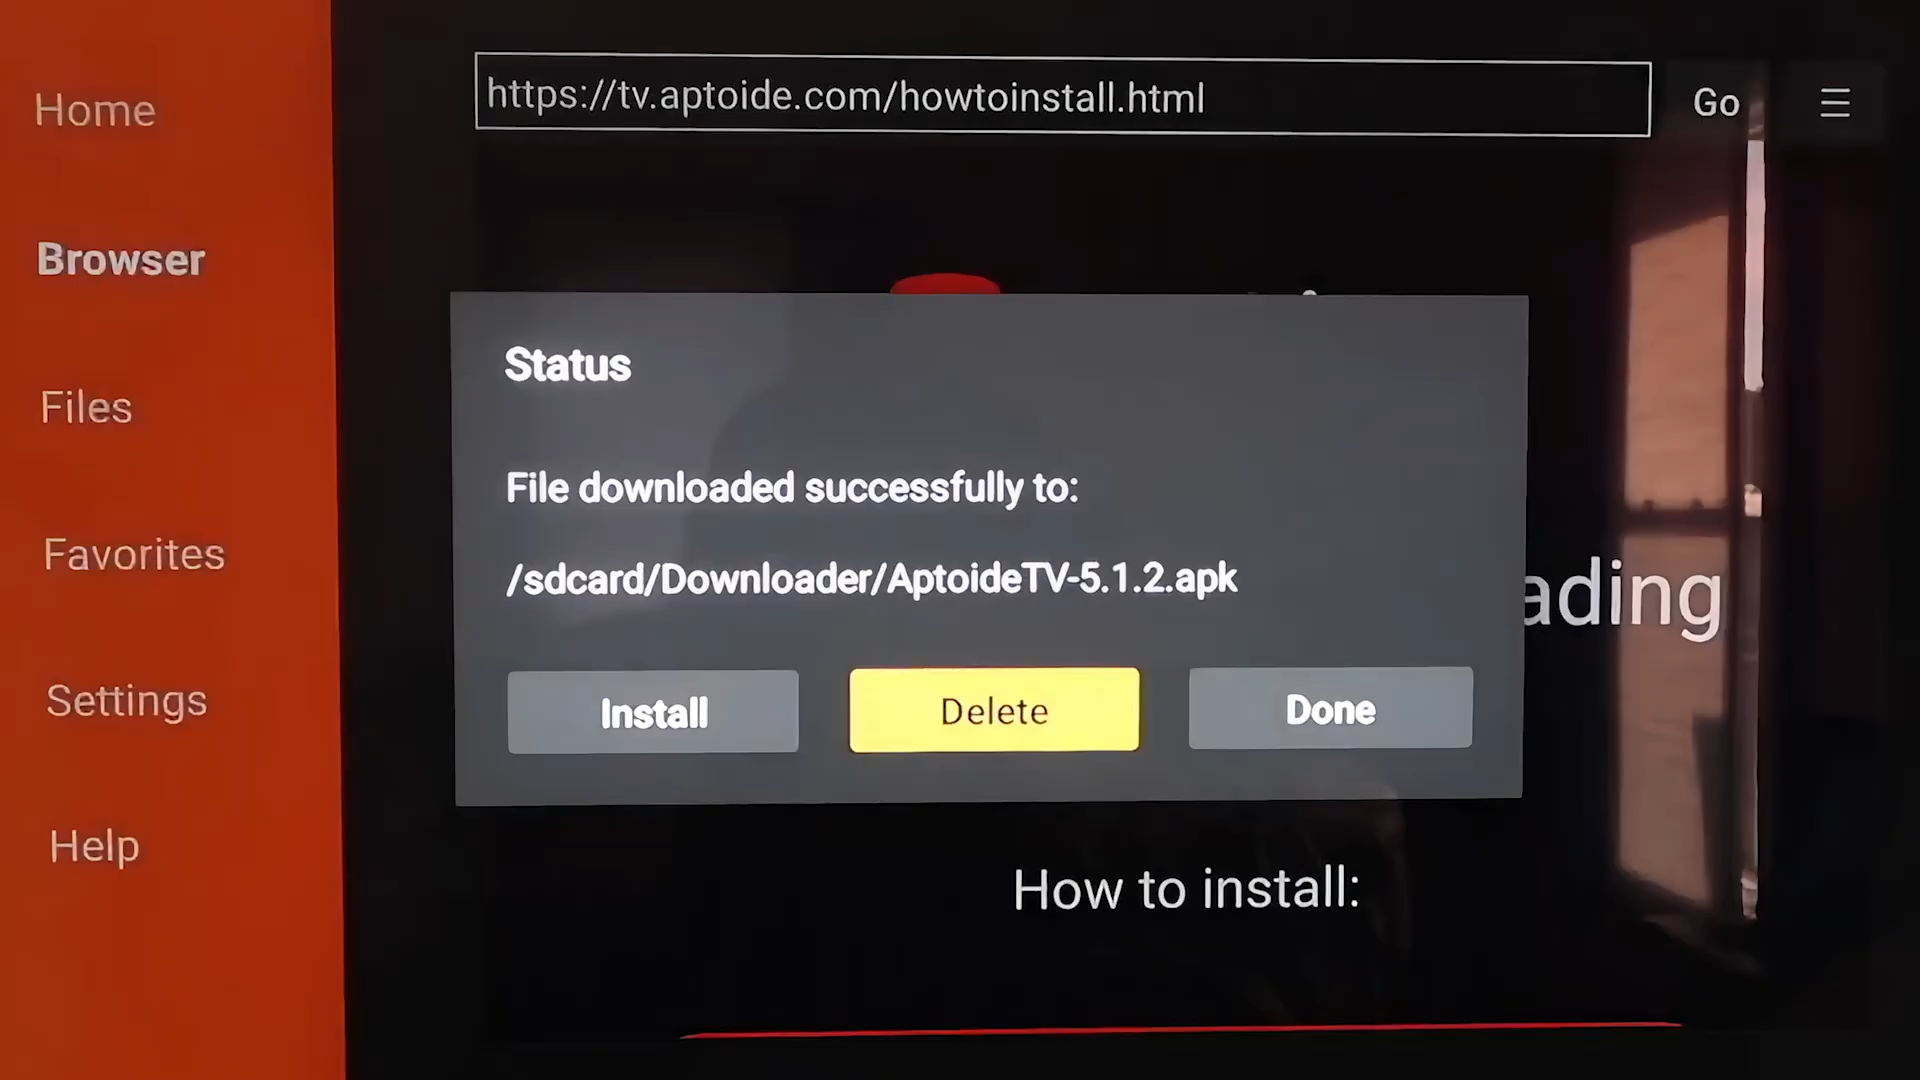 Home
Browser
Files
Favorites
Settings
Help
https://tv.aptoide.com/howtoinstall.html
Go
Status
File downloaded successfully to:
/sdcard/Downloader/AptoideTV-5.1.2.apk
Install
Delete
Done
ading
How to install: